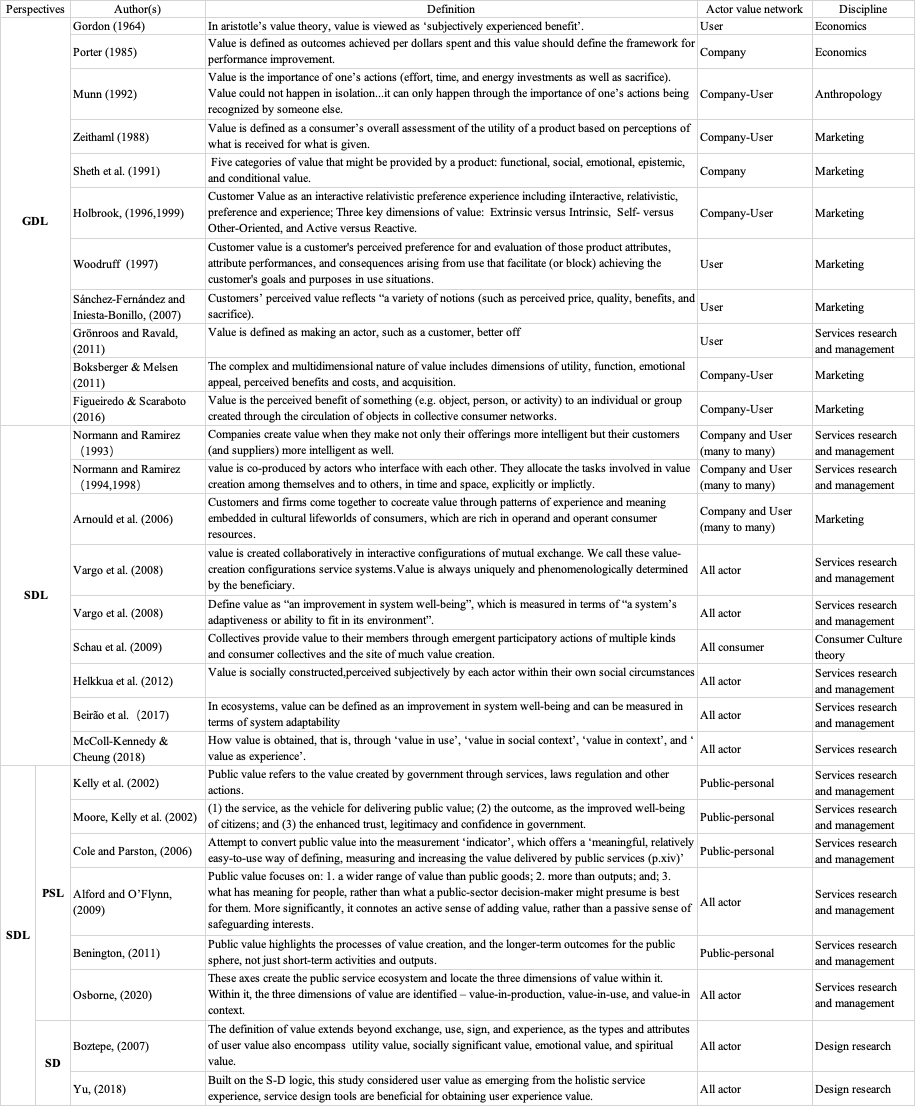 Perspectives Author(s) Definition Actor value network Discipline
GDL
Gordon (1964) In aristotle's value theory, value is viewed as 'subjectively experienced benefit'. User Economics
Porter (1985) Value is defined as outcomes achieved per dollars spent and this value should define the framework for
performance improvement. Company Economics
Munn (1992) Value is the importance of one's actions (effort, time, and energy investments as well as sacrifice).
Value could not happen in isolation...it can only happen through the importance of one's actions being
recognized by someone else. Company-User Anthropology
Zeithaml (1988) Value is defined as a consumer's overall assessment of the utility of a product based on perceptions of
what is received for what is given. Company-User Marketing
Sheth et al. (1991) Five categories of value that might be provided by a product: functional, social, emotional, epistemic,
and conditional value. Company Marketing
Holbrook, (1996,1999) Customer Value as an interactive relativistic preference experience including iInteractive, relativistic,
preference and experience; Three key dimensions of value: Extrinsic versus Intrinsic, Self- versus
Other-Oriented, and Active versus Reactive. Company-User Marketing
Woodruff (1997) Customer value is a customer's perceived preference for and evaluation of those product attributes,
attribute performances, and consequences arising from use that facilitate (or block) achieving the
customer's goals and purposes in use situations. User Marketing
Sánchez-Fernández and
Iniesta-Bonillo, (2007) Customers' perceived value reflects "a variety of notions (such as perceived price, quality, benefits, and
sacrifice). User Marketing
Grönroos and Ravald,
(2011) Value is defined as making an actor, such as a customer, better off User Services research
and management
Boksberger & Melsen
(2011) The complex and multidimensional nature of value includes dimensions of utility, function, emotional
appeal, perceived benefits and costs, and acquisition. Company-User Marketing
Figueiredo & Scaraboto
(2016) Value is the perceived benefit of something (e.g. object, person, or activity) to an individual or group
created through the circulation of objects in collective consumer networks. Company-User Marketing
SDL
Normann and Ramirez
（1993) Companies create value when they make not only their offerings more intelligent but their customers
(and suppliers) more intelligent as well. Company and User
(many to many) Services research
and management
Normann and Ramirez
（1994,1998) value is co-produced by actors who interface with each other. They allocate the tasks involved in value
creation among themselves and to others, in time and space, explicitly or implictly. Company and User
(many to many) Services research
and management
Arnould et al. (2006) Customers and firms come together to cocreate value through patterns of experience and meaning
embedded in cultural lifeworlds of consumers, which are rich in operand and operant consumer
resources. Company and User
(many to many) Marketing
Vargo et al. (2008) value is created collaboratively in interactive configurations of mutual exchange. We call these value-
creation configurations service systems.Value is always uniquely and phenomenologically determined
by the beneficiary. All actor Services research
and management
Vargo et al. (2008) Define value as "an improvement in system well-being", which is measured in terms of "a system's
adaptiveness or ability to fit in its environment". All actor Services research
and management
Schau et al. (2009) Collectives provide value to their members through emergent participatory actions of multiple kinds
and consumer collectives and the site of much value creation. All consumer Consumer Culture
theory
Helkkua et al. (2012) Value is socially constructed,perceived subjectively by each actor within their own social circumstances All actor Services research
and management
Beirão et al.（2017) In ecosystems, value can be defined as an improvement in system well-being and can be measured in
terms of system adaptability All actor Services research
and management
McColl-Kennedy &
Cheung (2018) How value is obtained, that is, through 'value in use', 'value in social context', 'value in context', and '
value as experience'. All actor Services research
SDL
PSL
Kelly et al. (2002) Public value refers to the value created by government through services, laws regulation and other
actions. Public-personal Services research
and management
Moore, Kelly et al. (2002) (1) the service, as the vehicle for delivering public value; (2) the outcome, as the improved well-being
of citizens; and (3) the enhanced trust, legitimacy and confidence in government. Public-personal Services research
and management
Cole and Parston, (2006) Attempt to convert public value into the measurement 'indicator', which offers a 'meaningful, relatively
easy-to-use way of defining, measuring and increasing the value delivered by public services (p.xiv)' Public-personal Services research
and management
Alford and O'Flynn,
(2009) Public value focuses on: 1. a wider range of value than public goods; 2. more than outputs; and; 3.
what has meaning for people, rather than what a public-sector decision-maker might presume is best
for them. More significantly, it connotes an active sense of adding value, rather than a passive sense of
safeguarding interests. All actor Services research
and management
Benington, (2011) Public value highlights the processes of value creation, and the longer-term outcomes for the public
sphere, not just short-term activities and outputs. Public-personal Services research
and management
Osborne, (2020) These axes create the public service ecosystem and locate the three dimensions of value within it.
Within it, the three dimensions of value are identified – value-in-production, value-in-use, and value-in
context. All actor Services research
and management
SD
Boztepe, (2007) The definition of value extends beyond exchange, use, sign, and experience, as the types and attributes
of user value also encompass utility value, socially significant value, emotional value, and spiritual
value. All actor Design research
Yu, (2018) Built on the S-D logic, this study considered user value as emerging from the holistic service
experience, service design tools are beneficial for obtaining user experience value. All actor Design research